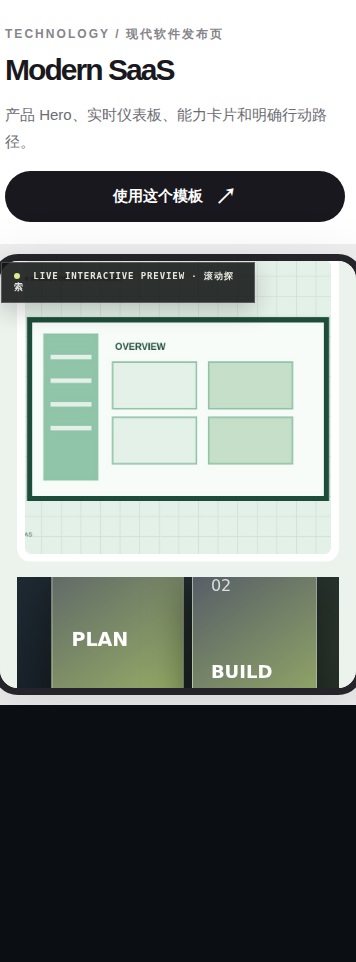 TECHNOLOGY / 现代软件发布页
Modern SaaS
产品 Hero、实时仪表板、能力卡片和明确行动路
径。
使用这个模板 ↗
LIVE INTERACTIVE PREVIEW · 滚动探
索
OVERVIEW
02
PLAN
BUILD